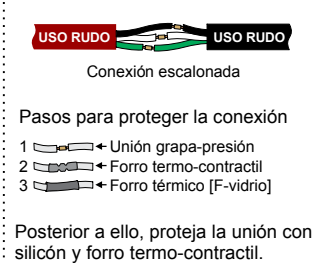 USO RUDO USO RUDO
Conexión escalonada
Pasos para proteger la conexión
1 Unión grapa-presión
2 Forro termo-contractil
3 Forro térmico [F-vidrio]
Posterior a ello, proteja la unión con
silicón y forro termo-contractil.